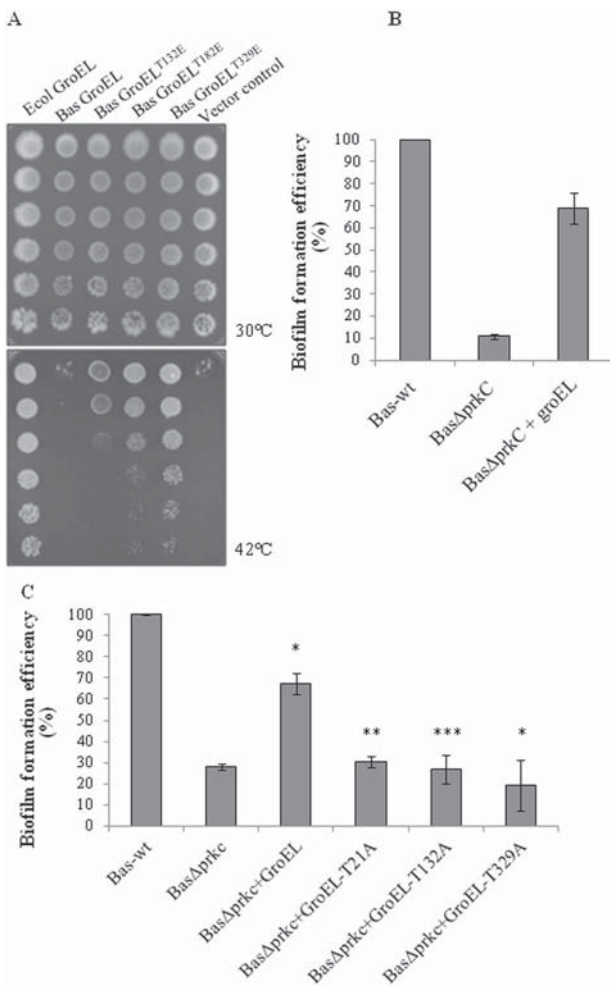 A
Ecol GroEL
Bas GroEL
Bas GroEL T132E
Bas GroEL T182E
Bas GroEL T329E
Vector control
30ºC
42ºC
B
Biofilm formation efficiency
(%)
100
90
80
70
60
50
40
30
20
10
0
Bas-wt
BasΔprkC
BasΔprkC + groEL
C
Biofilm formation efficiency
(%)
100
90
80
70
60
50
40
30
20
10
0
*
**
***
*
Bas-wt
BasΔprkc
BasΔprkc+GroEL
BasΔprkc+GroEL-T21A
BasΔprkc+GroEL-T132A
BasΔprkc+GroEL-T329A